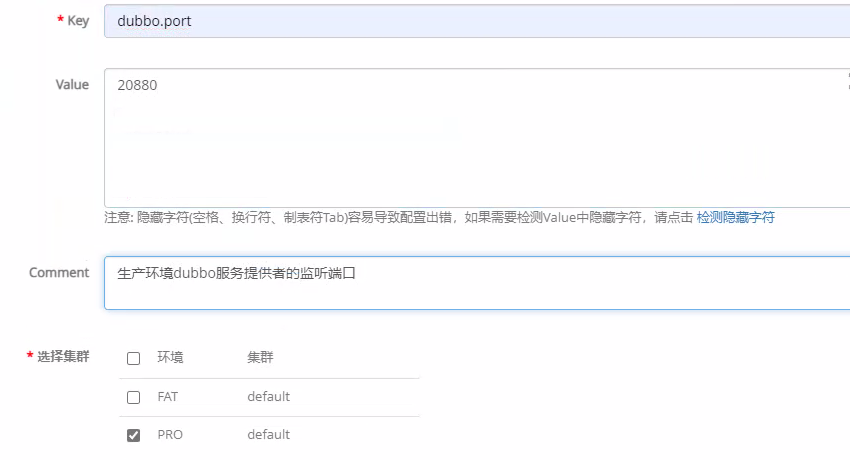 * Key dubbo.port
Value 20880
注意: 隐藏字符(空格、换行符、制表符Tab)容易导致配置出错，如果需要检测Value中隐藏字符，请点击 检测隐藏字符
Comment 生产环境dubbo服务提供者的监听端口
* 选择集群 环境 集群
FAT default
PRO default